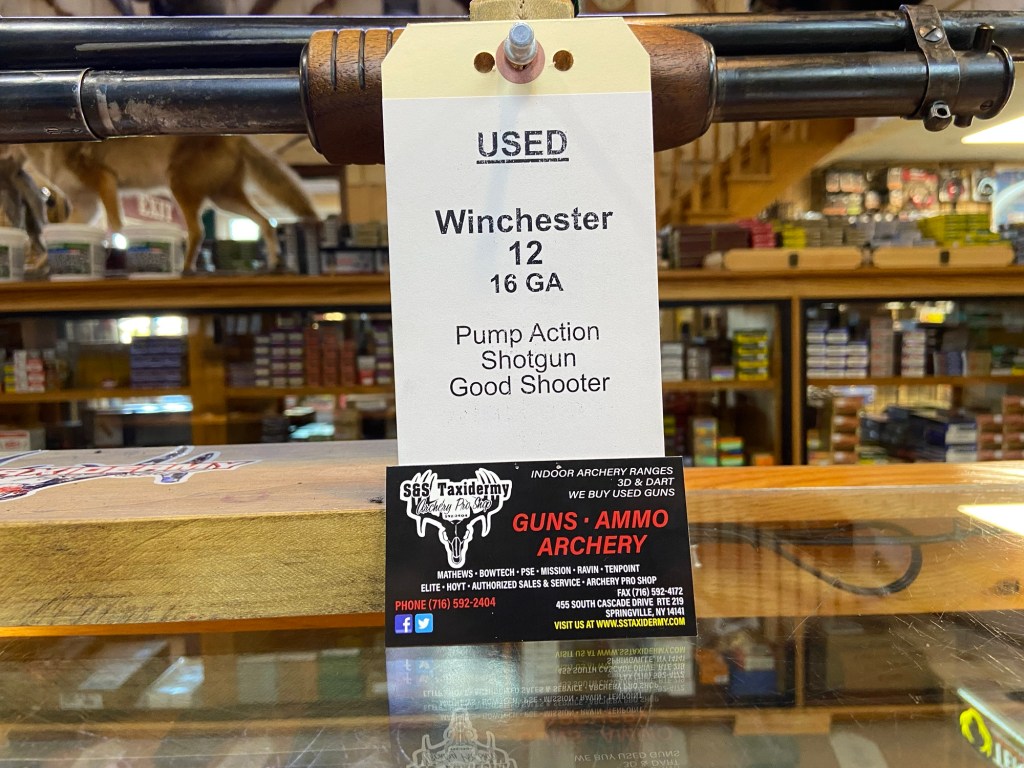 USED
Winchester
12
16 GA
Pump Action
Shotgun
Good Shooter
EXIT
S&S Taxidermy
Archery Pro Shop
592-2404
INDOOR ARCHERY RANGES
3D & DART
WE BUY USED GUNS
GUNS · AMMO
ARCHERY
MATHEWS · BOWTECH · PSE · MISSION · RAVIN · TENPOINT
ELITE · HOYT · AUTHORIZED SALES & SERVICE · ARCHERY PRO SHOP
PHONE (716) 592-2404
FAX (716) 592-4172
455 SOUTH CASCADE DRIVE RTE 219
SPRINGVILLE, NY 14141
VISIT US AT WWW.SSTAXIDERMY.COM